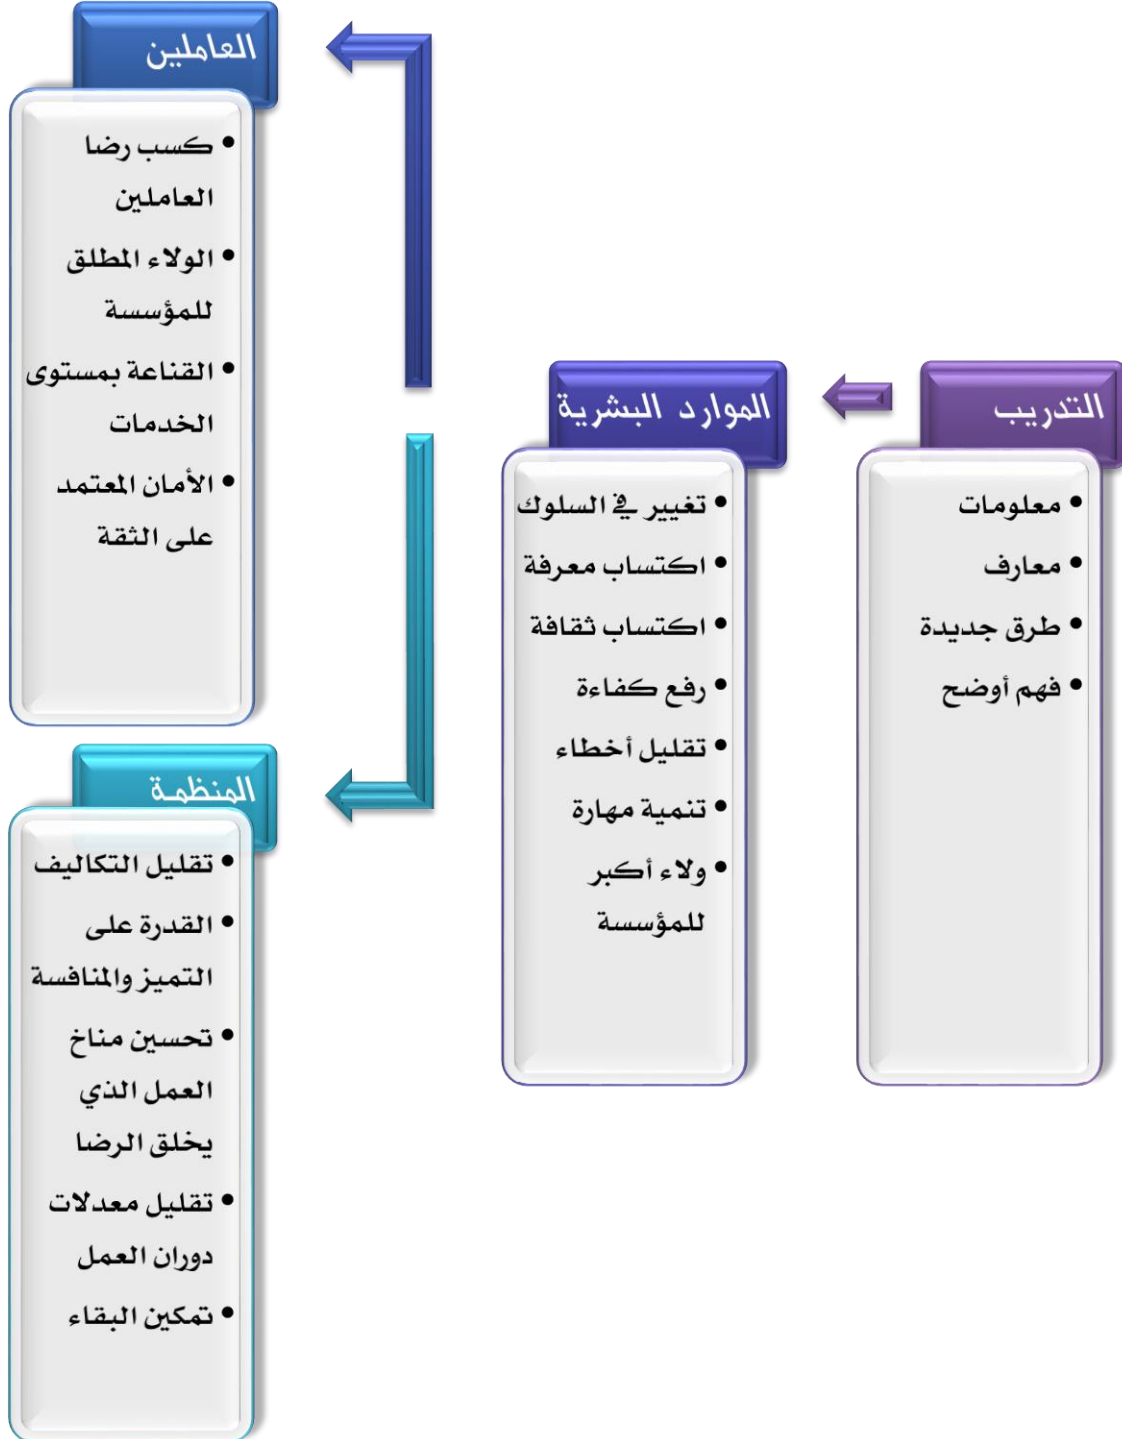 التدريب
• معلومات
• معارف
• طرق جديدة
• فهم أوضح
الموارد البشرية
• تغيير في السلوك
• اكتساب معرفة
• اكتساب ثقافة
• رفع كفاءة
• تقليل أخطاء
• تنمية مهارة
• ولاء أكبر
للمؤسسة
العاملين
• كسب رضا
العاملين
• الولاء المطلق
للمؤسسة
• القناعة بمستوى
الخدمات
• الأمان المعتمد
على الثقة
المنظمة
• تقليل التكاليف
• القدرة على
التميز والمنافسة
• تحسين مناخ
العمل الذي
يخلق الرضا
• تقليل معدلات
دوران العمل
• تمكين البقاء